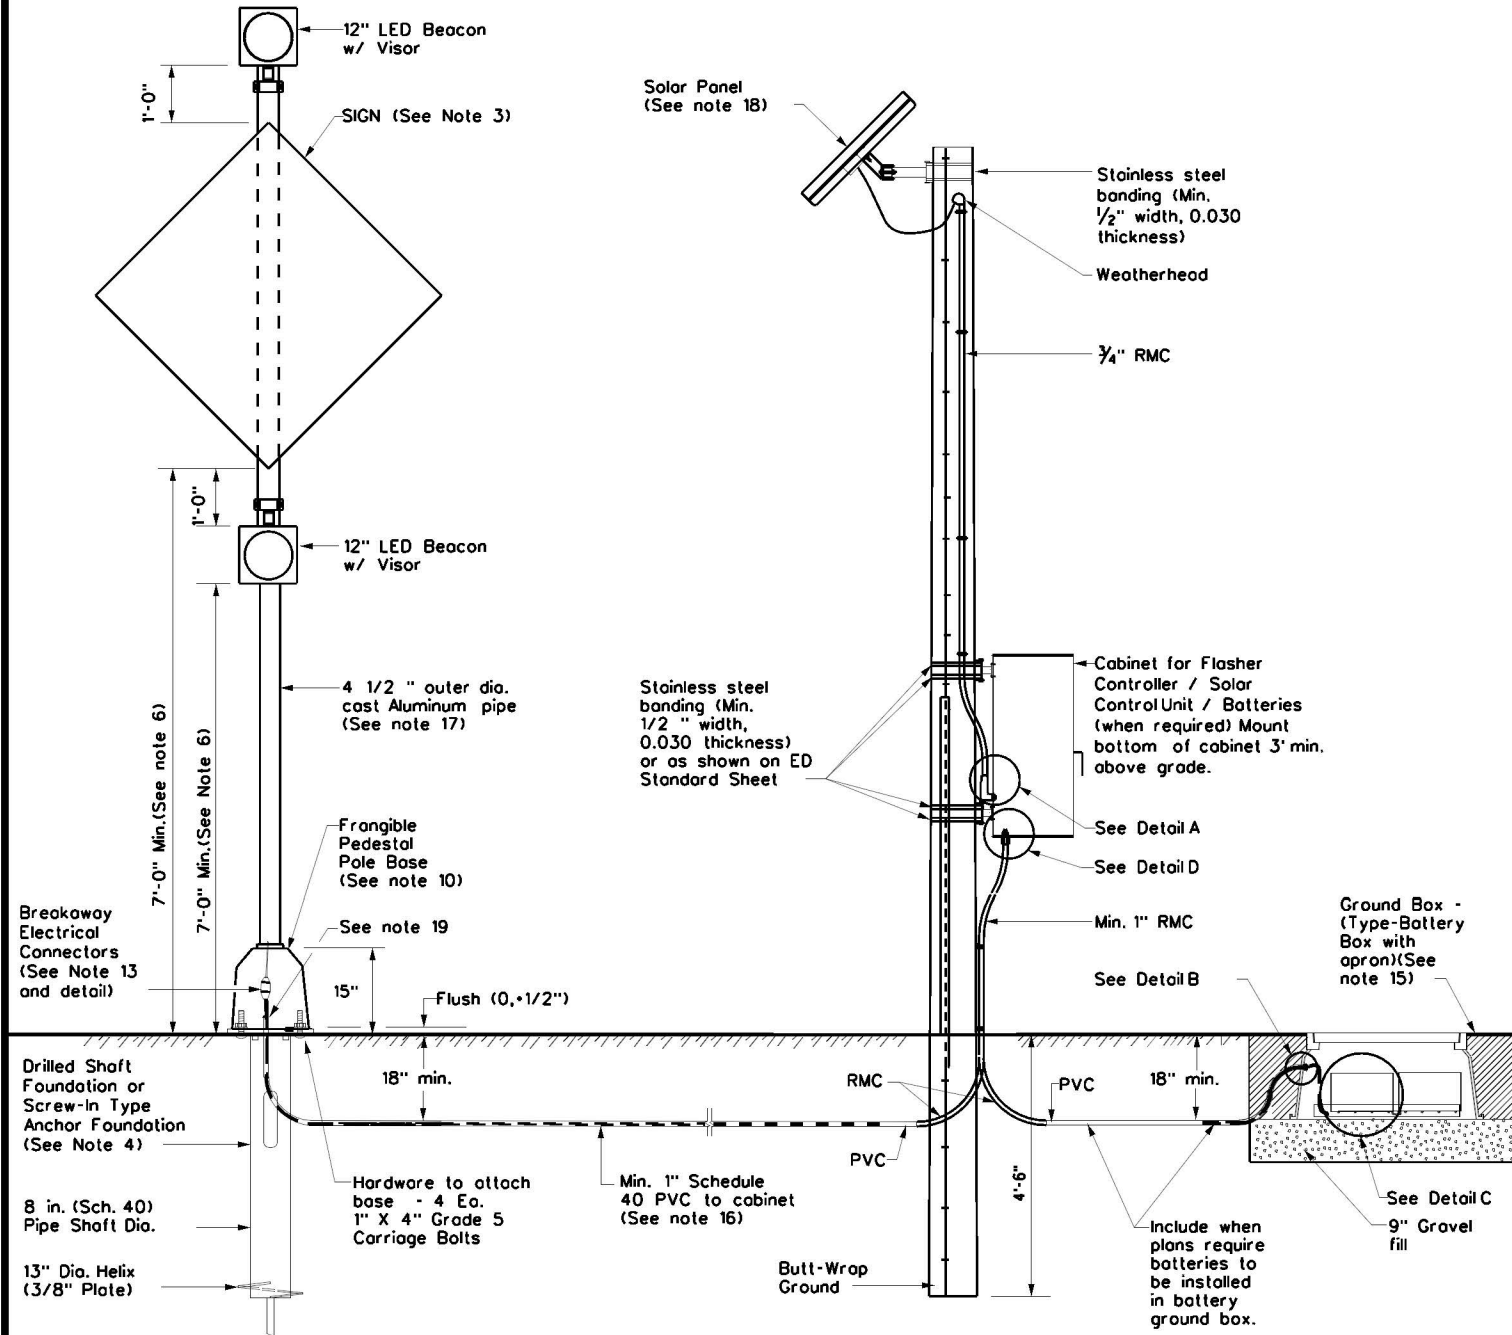 12" LED Beacon
w/ Visor
1'-0"
SIGN (See Note 3)
Solar Panel
(See note 18)
Stainless steel
banding (Min.
1/2" width, 0.030
thickness)
Weatherhead
3/4" RMC
1'-0"
12" LED Beacon
w/ Visor
7'-0" Min.(See note 6)
7'-0" Min.(See Note 6)
4 1/2 " outer dia.
cast Aluminum pipe
(See note 17)
Stainless steel
banding (Min.
1/2 " width,
0.030 thickness)
or as shown on ED
Standard Sheet
Cabinet for Flasher
Controller / Solar
Control Unit / Batteries
(when required) Mount
bottom of cabinet 3' min.
above grade.
See Detail A
See Detail D
Frangible
Pedestal
Pole Base
(See note 10)
See note 19
Breakaway
Electrical
Connectors
(See Note 13
and detail)
15"
Flush (0,+1/2")
Min. 1" RMC
See Detail B
Ground Box -
(Type-Battery
Box with
apron)(See
note 15)
Drilled Shaft
Foundation or
Screw-In Type
Anchor Foundation
(See Note 4)
18" min.
RMC
PVC
18" min.
PVC
8 in. (Sch. 40)
Pipe Shaft Dia.
13" Dia. Helix
(3/8" Plate)
Hardware to attach
base - 4 Ea.
1" X 4" Grade 5
Carriage Bolts
Min. 1" Schedule
40 PVC to cabinet
(See note 16)
4'-6"
Butt-Wrap
Ground
Include when
plans require
batteries to
be installed
in battery
ground box.
See Detail C
9" Gravel
fill